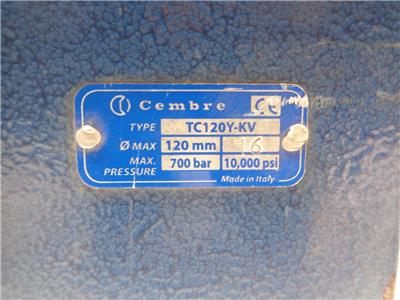 Cembre CE
TYPE TC120Y-KV
Ø MAX 120 mm 16
MAX. PRESSURE 700 bar 10,000 psi
Made in Italy